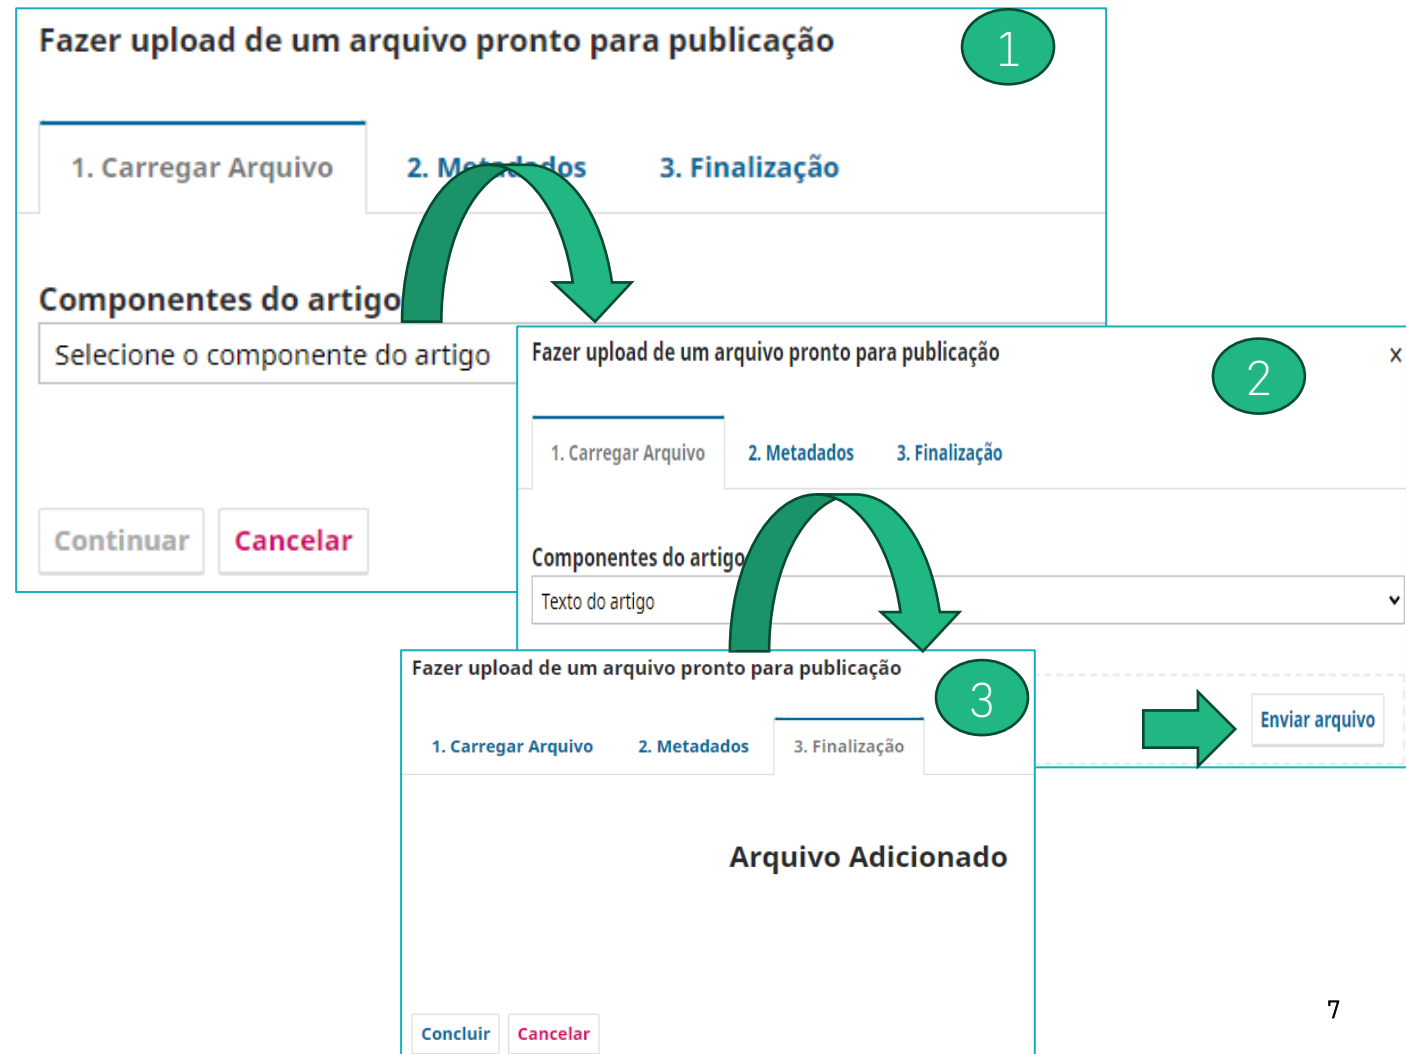 Fazer upload de um arquivo pronto para publicação
1
1. Carregar Arquivo 2. Metadados 3. Finalização
Componentes do artigo
Selecione o componente do artigo
Continuar Cancelar
Fazer upload de um arquivo pronto para publicação
2
x
1. Carregar Arquivo 2. Metadados 3. Finalização
Componentes do artigo
Texto do artigo
Enviar arquivo
Fazer upload de um arquivo pronto para publicação
3
1. Carregar Arquivo 2. Metadados 3. Finalização
Arquivo Adicionado
Concluir Cancelar
7